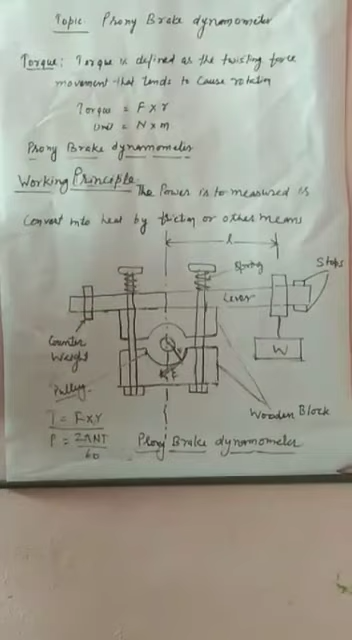 Topic Prony Brake dynamometer
Torque: Torque is defined as the twisting force
movement that tends to cause rotation
Torque = F x r
Unit = N x m
Prony Brake dynamometer
Working Principle The Power is to measured is
Convert into heat by friction or other means
l
Spring
Stops
Lever
Counter
Weight
W
Pulley
Wooden Block
T = F x r
P = 2πNT
60
Prony Brake dynamometer